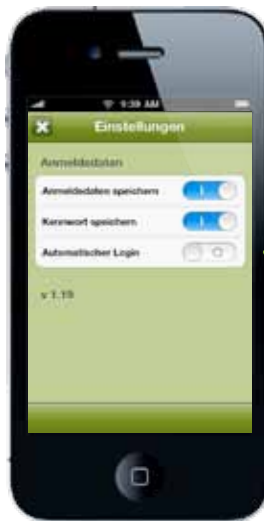 9:39 AM
Einstellungen
Anmeldedaten
Anmeldedaten speichern
Kennwort speichern
Automatischer Login
v 1.19